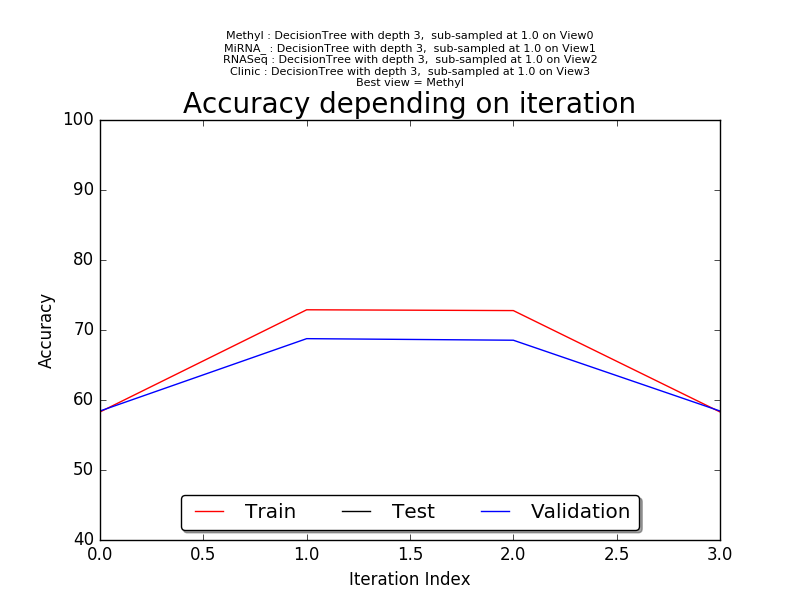 Methyl : DecisionTree with depth 3,  sub-sampled at 1.0 on View0
MiRNA_ : DecisionTree with depth 3,  sub-sampled at 1.0 on View1
RNASeq : DecisionTree with depth 3,  sub-sampled at 1.0 on View2
Clinic : DecisionTree with depth 3,  sub-sampled at 1.0 on View3
Best view = Methyl
Accuracy depending on iteration
100
90
80
70
60
50
40
Accuracy
Train Test Validation
0.0 0.5 1.0 1.5 2.0 2.5 3.0
Iteration Index